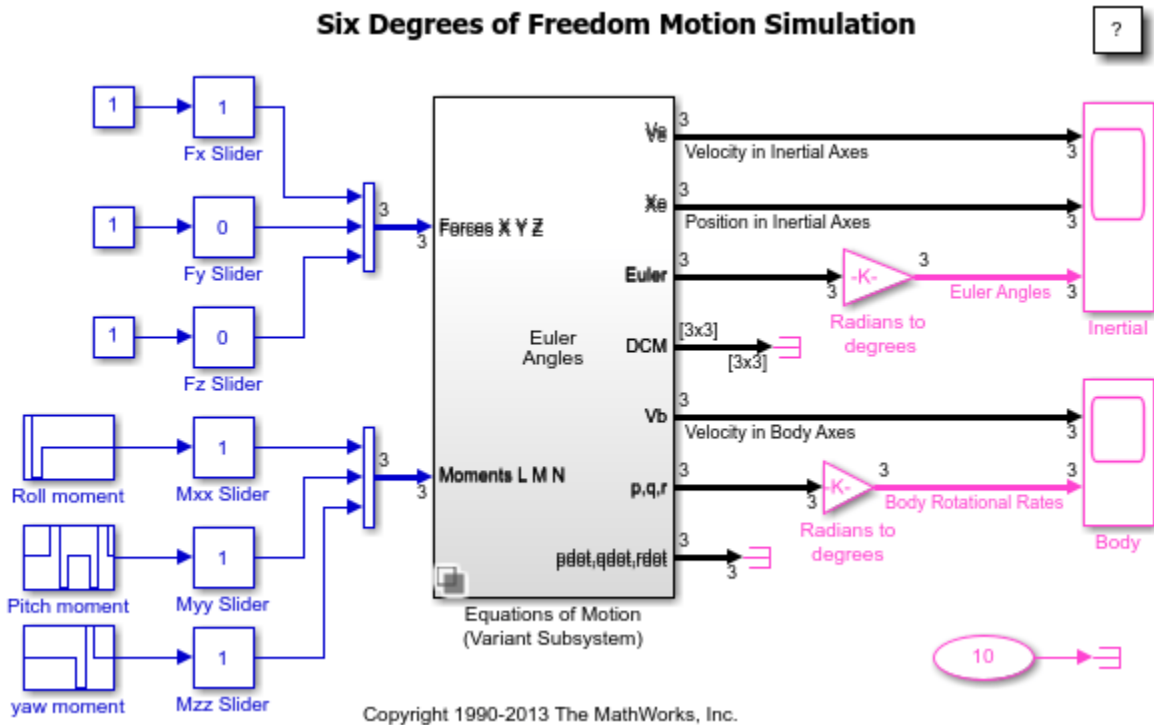 Six Degrees of Freedom Motion Simulation
?
1
1
Fx Slider
1
0
Fy Slider
1
0
Fz Slider
3
3
Forces X Y Z
Roll moment
1
Mxx Slider
Pitch moment
1
Myy Slider
yaw moment
1
Mzz Slider
3
3
Moments L M N
Euler
Angles
Equations of Motion
(Variant Subsystem)
Ve
3
Velocity in Inertial Axes
3
Xe
3
Position in Inertial Axes
3
Euler
3
3
-K-
Radians to
degrees
3
Euler Angles
3
Inertial
DCM
[3x3]
[3x3]
Vb
3
Velocity in Body Axes
3
p,q,r
3
3
-K-
Radians to
degrees
3
Body Rotational Rates
3
Body
pdot,qdot,rdot
3
3
10
Copyright 1990-2013 The MathWorks, Inc.